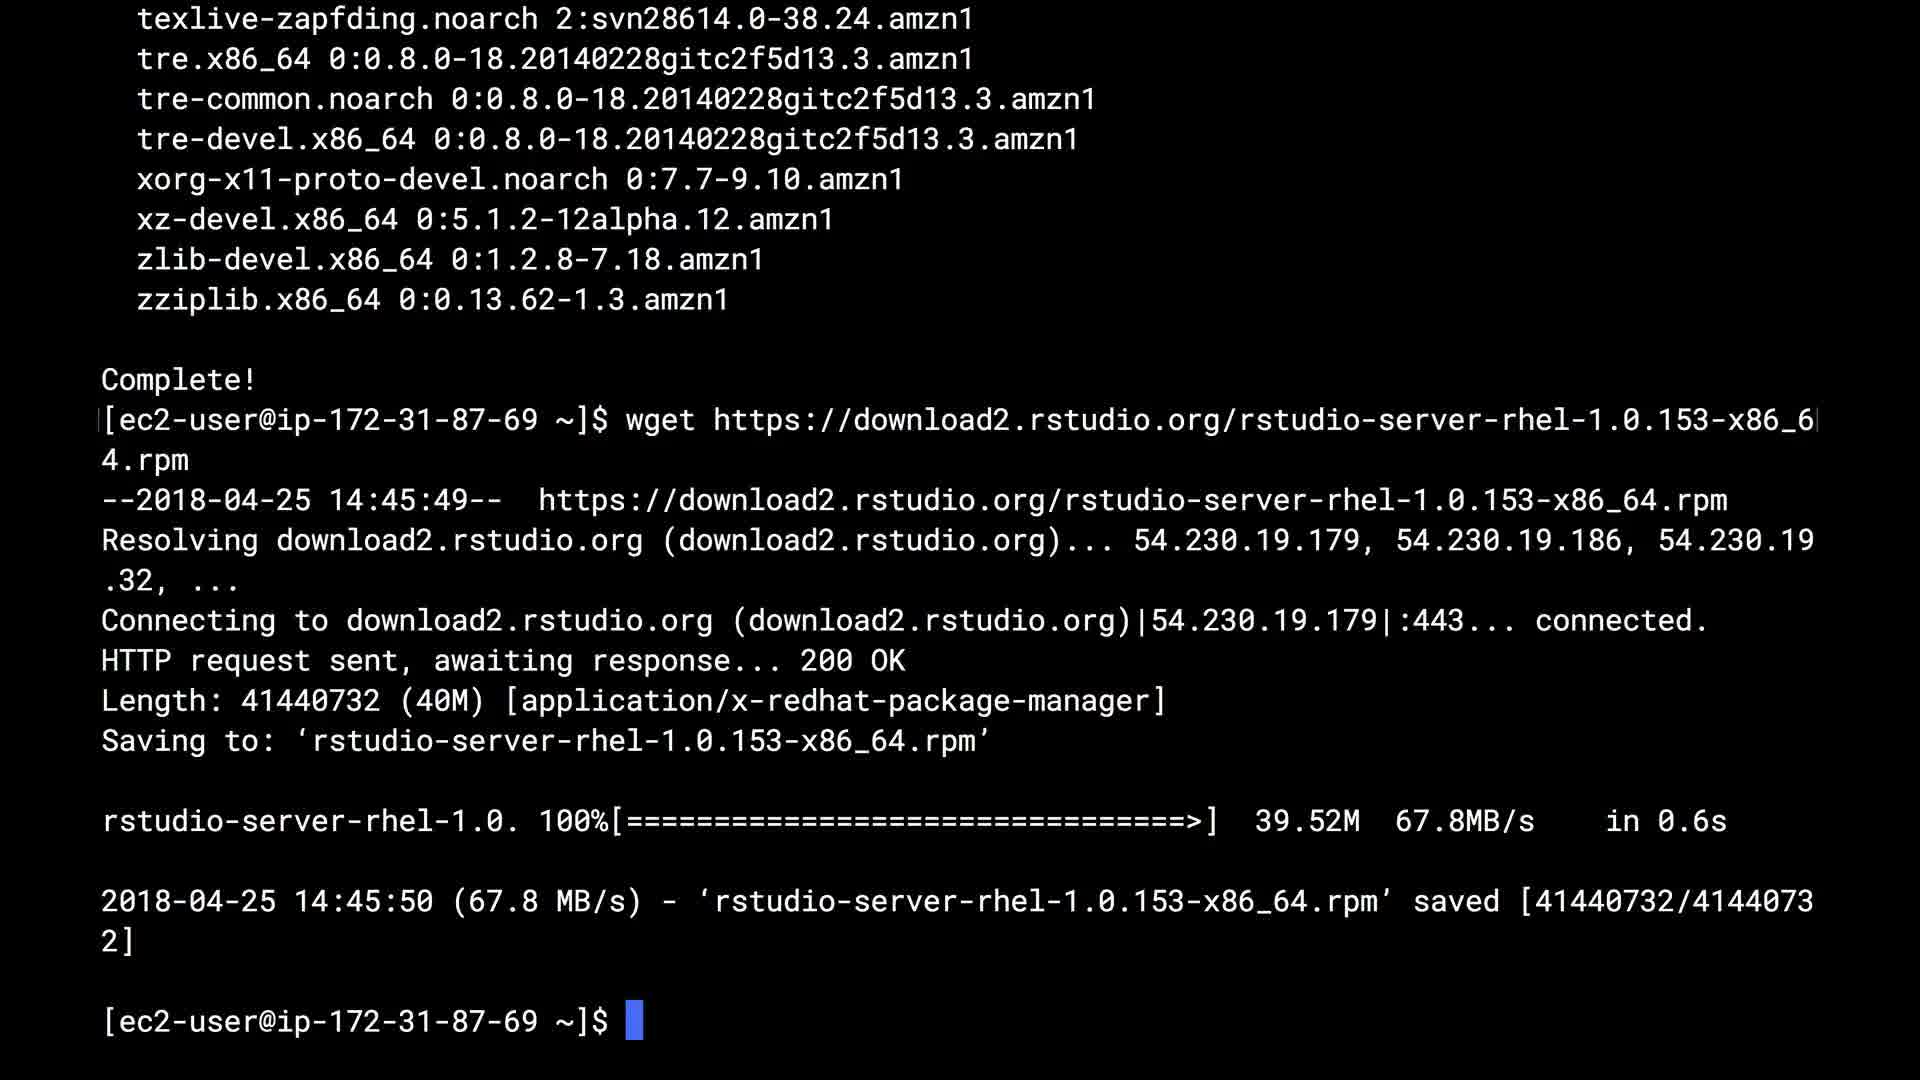 texlive-zapfding.noarch 2:svn28614.0-38.24.amzn1
tre.x86_64 0:0.8.0-18.20140228gitc2f5d13.3.amzn1
tre-common.noarch 0:0.8.0-18.20140228gitc2f5d13.3.amzn1
tre-devel.x86_64 0:0.8.0-18.20140228gitc2f5d13.3.amzn1
xorg-x11-proto-devel.noarch 0:7.7-9.10.amzn1
xz-devel.x86_64 0:5.1.2-12alpha.12.amzn1
zlib-devel.x86_64 0:1.2.8-7.18.amzn1
zziplib.x86_64 0:0.13.62-1.3.amzn1
Complete!
[ec2-user@ip-172-31-87-69 ~]$ wget https://download2.rstudio.org/rstudio-server-rhel-1.0.153-x86_6
4.rpm
--2018-04-25 14:45:49--  https://download2.rstudio.org/rstudio-server-rhel-1.0.153-x86_64.rpm
Resolving download2.rstudio.org (download2.rstudio.org)... 54.230.19.179, 54.230.19.186, 54.230.19
.32, ...
Connecting to download2.rstudio.org (download2.rstudio.org)|54.230.19.179|:443... connected.
HTTP request sent, awaiting response... 200 OK
Length: 41440732 (40M) [application/x-redhat-package-manager]
Saving to: ‘rstudio-server-rhel-1.0.153-x86_64.rpm’
rstudio-server-rhel-1.0. 100%[================================>]  39.52M  67.8MB/s    in 0.6s
2018-04-25 14:45:50 (67.8 MB/s) - ‘rstudio-server-rhel-1.0.153-x86_64.rpm’ saved [41440732/4144073
2]
[ec2-user@ip-172-31-87-69 ~]$